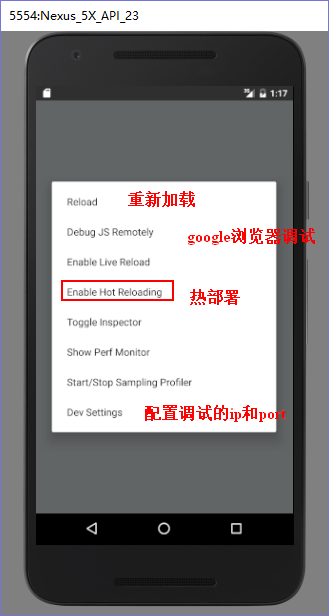 5554:Nexus_5X_API_23
1:17
Reload 重新加载
Debug JS Remotely
google浏览器调试
Enable Live Reload
Enable Hot Reloading
热部署
Toggle Inspector
Show Perf Monitor
Start/Stop Sampling Profiler
Dev Settings 配置调试的ip和port